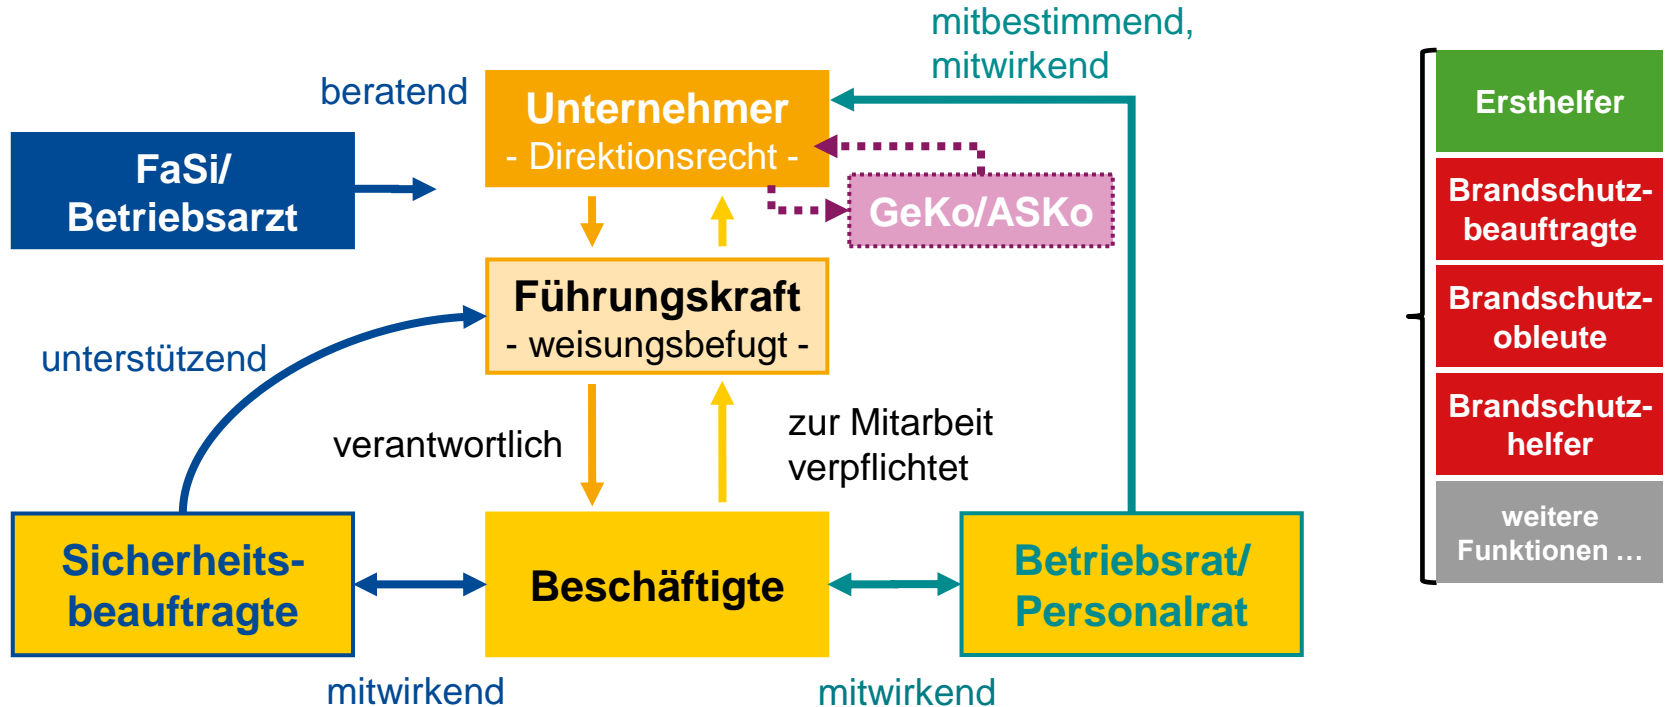 mitbestimmend,
mitwirkend
beratend
Unternehmer
- Direktionsrecht -
FaSi/
Betriebsarzt
GeKo/ASKo
Führungskraft
- weisungsbefugt -
unterstützend
verantwortlich
zur Mitarbeit
verpflichtet
Sicherheits-
beauftragte
Beschäftigte
Betriebsrat/
Personalrat
mitwirkend
mitwirkend
Ersthelfer
Brandschutz-
beauftragte
Brandschutz-
obleute
Brandschutz-
helfer
weitere
Funktionen ...